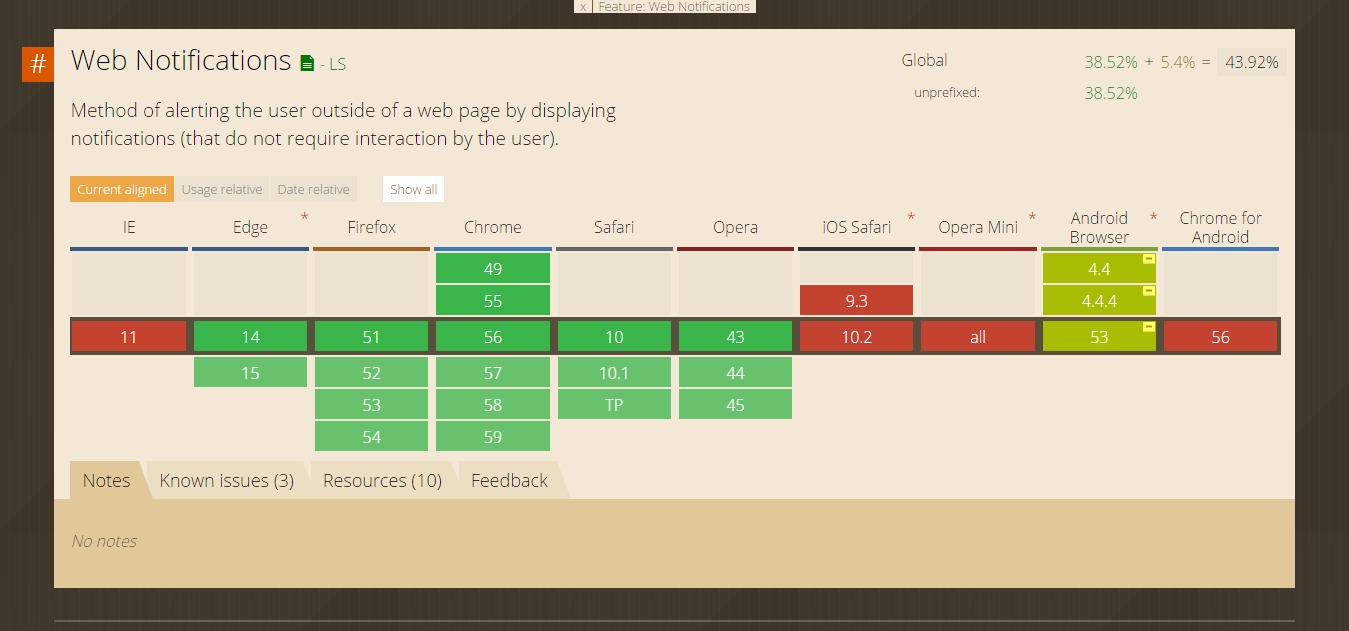 x Feature: Web Notifications
# Web Notifications - LS
Global 38.52% + 5.4% = 43.92%
unprefixed: 38.52%
Method of alerting the user outside of a web page by displaying
notifications (that do not require interaction by the user).
Current aligned Usage relative Date relative Show all
IE Edge * Firefox Chrome Safari Opera iOS Safari * Opera Mini * Android Browser * Chrome for Android
49 4.4
55 9.3 4.4.4
11 14 51 56 10 43 10.2 all 53 56
15 52 57 10.1 44
53 58 TP 45
54 59
Notes Known issues (3) Resources (10) Feedback
No notes